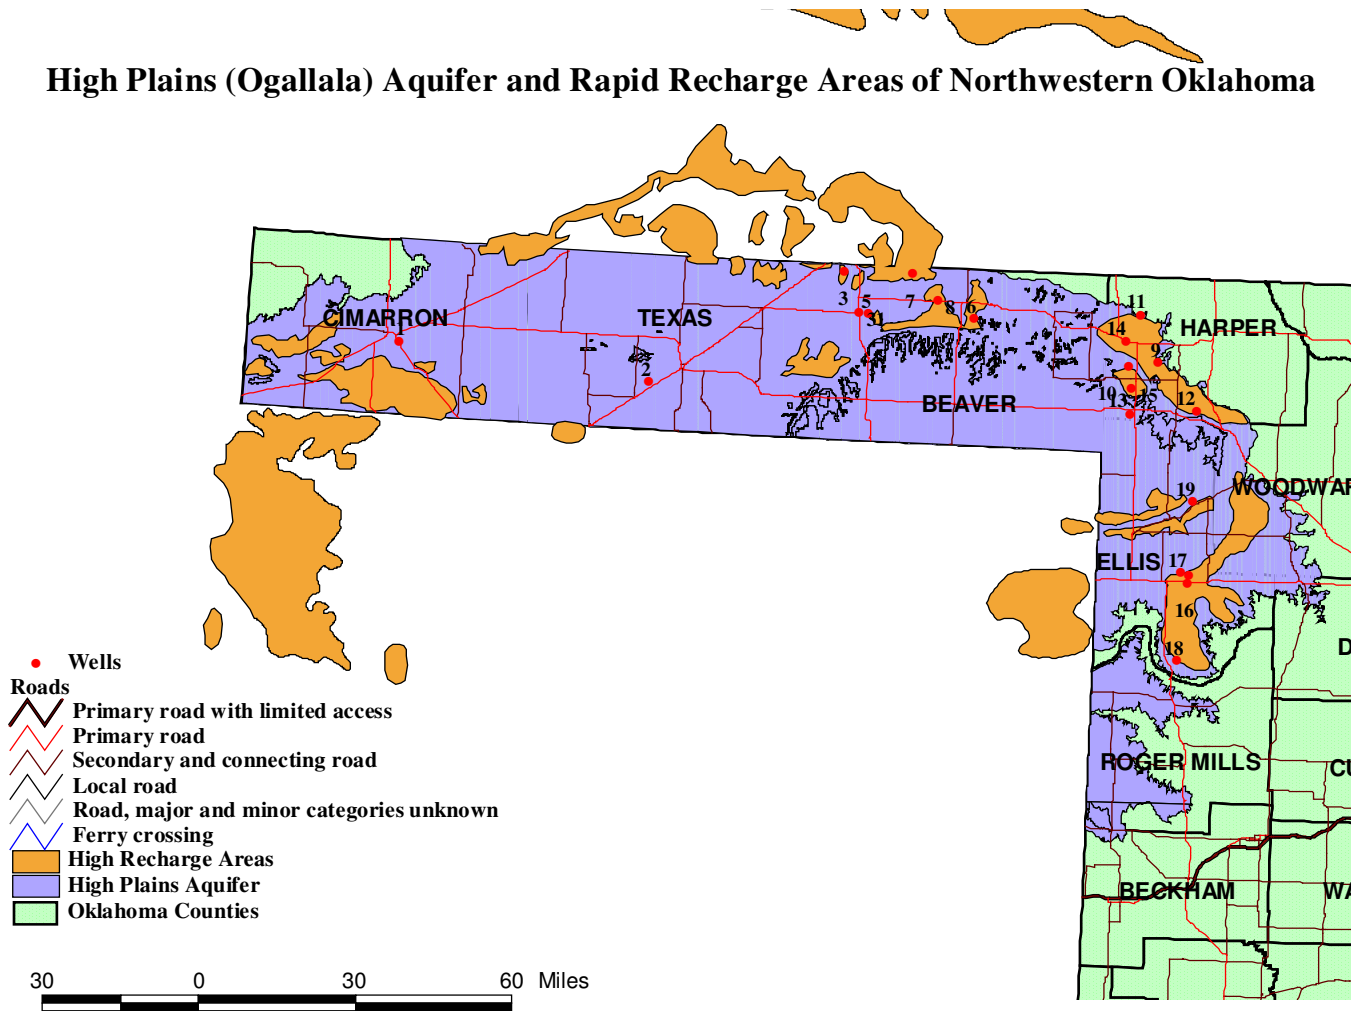 High Plains (Ogallala) Aquifer and Rapid Recharge Areas of Northwestern Oklahoma
CIMARRON
1
TEXAS
2
3
5
31
7
8
6
BEAVER
11
14
HARPER
9
10
15
13
12
19
WOODWAR
ELLIS
17
16
18
D
ROGER MILLS
CU
BECKHAM
WA
Wells
Roads
Primary road with limited access
Primary road
Secondary and connecting road
Local road
Road, major and minor categories unknown
Ferry crossing
High Recharge Areas
High Plains Aquifer
Oklahoma Counties
30 0 30 60 Miles